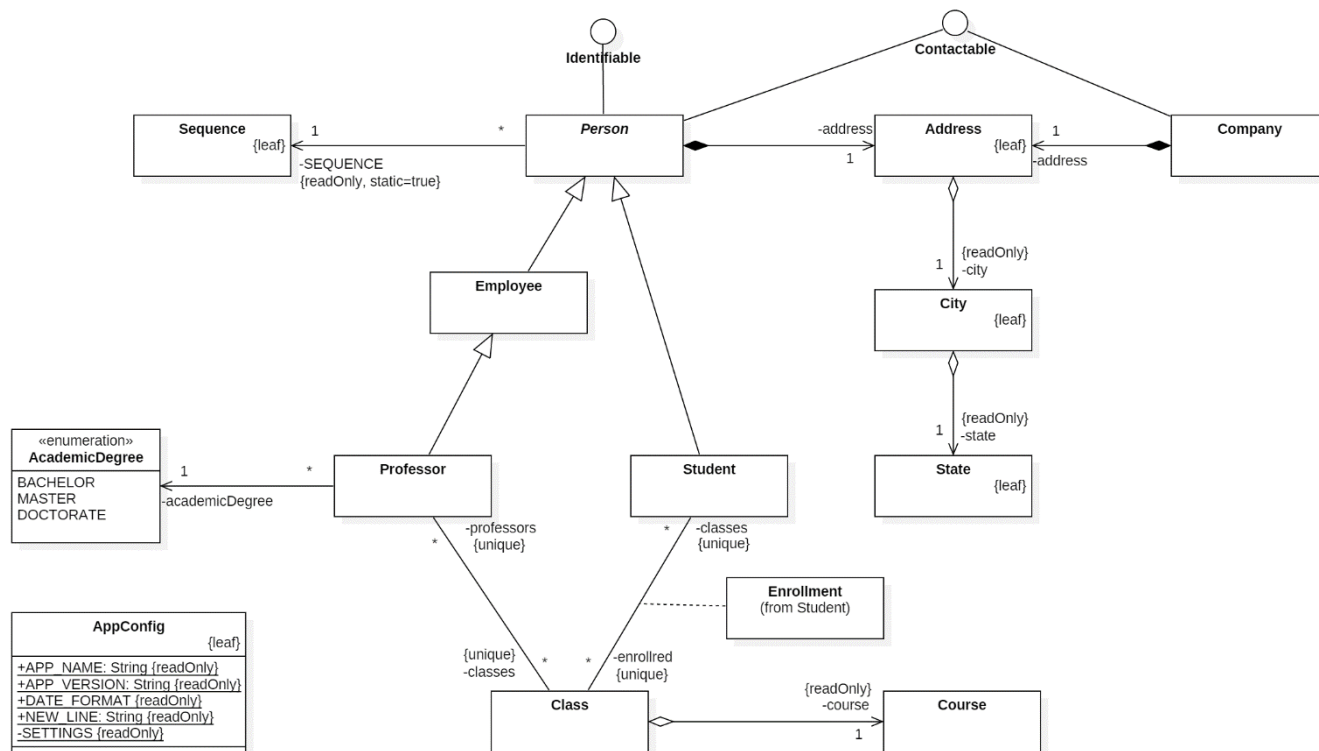 Identifiable
Contactable
Sequence
{leaf}
1
*
-SEQUENCE
{readOnly, static=true}
Person
-address
1
Address
{leaf}
1
-address
Company
{readOnly}
-city
1
City
{leaf}
{readOnly}
-state
1
State
{leaf}
Employee
«enumeration»
AcademicDegree
BACHELOR
MASTER
DOCTORATE
1
*
-academicDegree
Professor
Student
-professors
{unique}
*
*
-classes
{unique}
Enrollment
(from Student)
{unique}
-classes
*
*
-enrollred
{unique}
AppConfig
{leaf}
+APP_NAME: String {readOnly}
+APP_VERSION: String {readOnly}
+DATE_FORMAT {readOnly}
+NEW_LINE: String {readOnly}
-SETTINGS {readOnly}
Class
{readOnly}
-course
1
Course